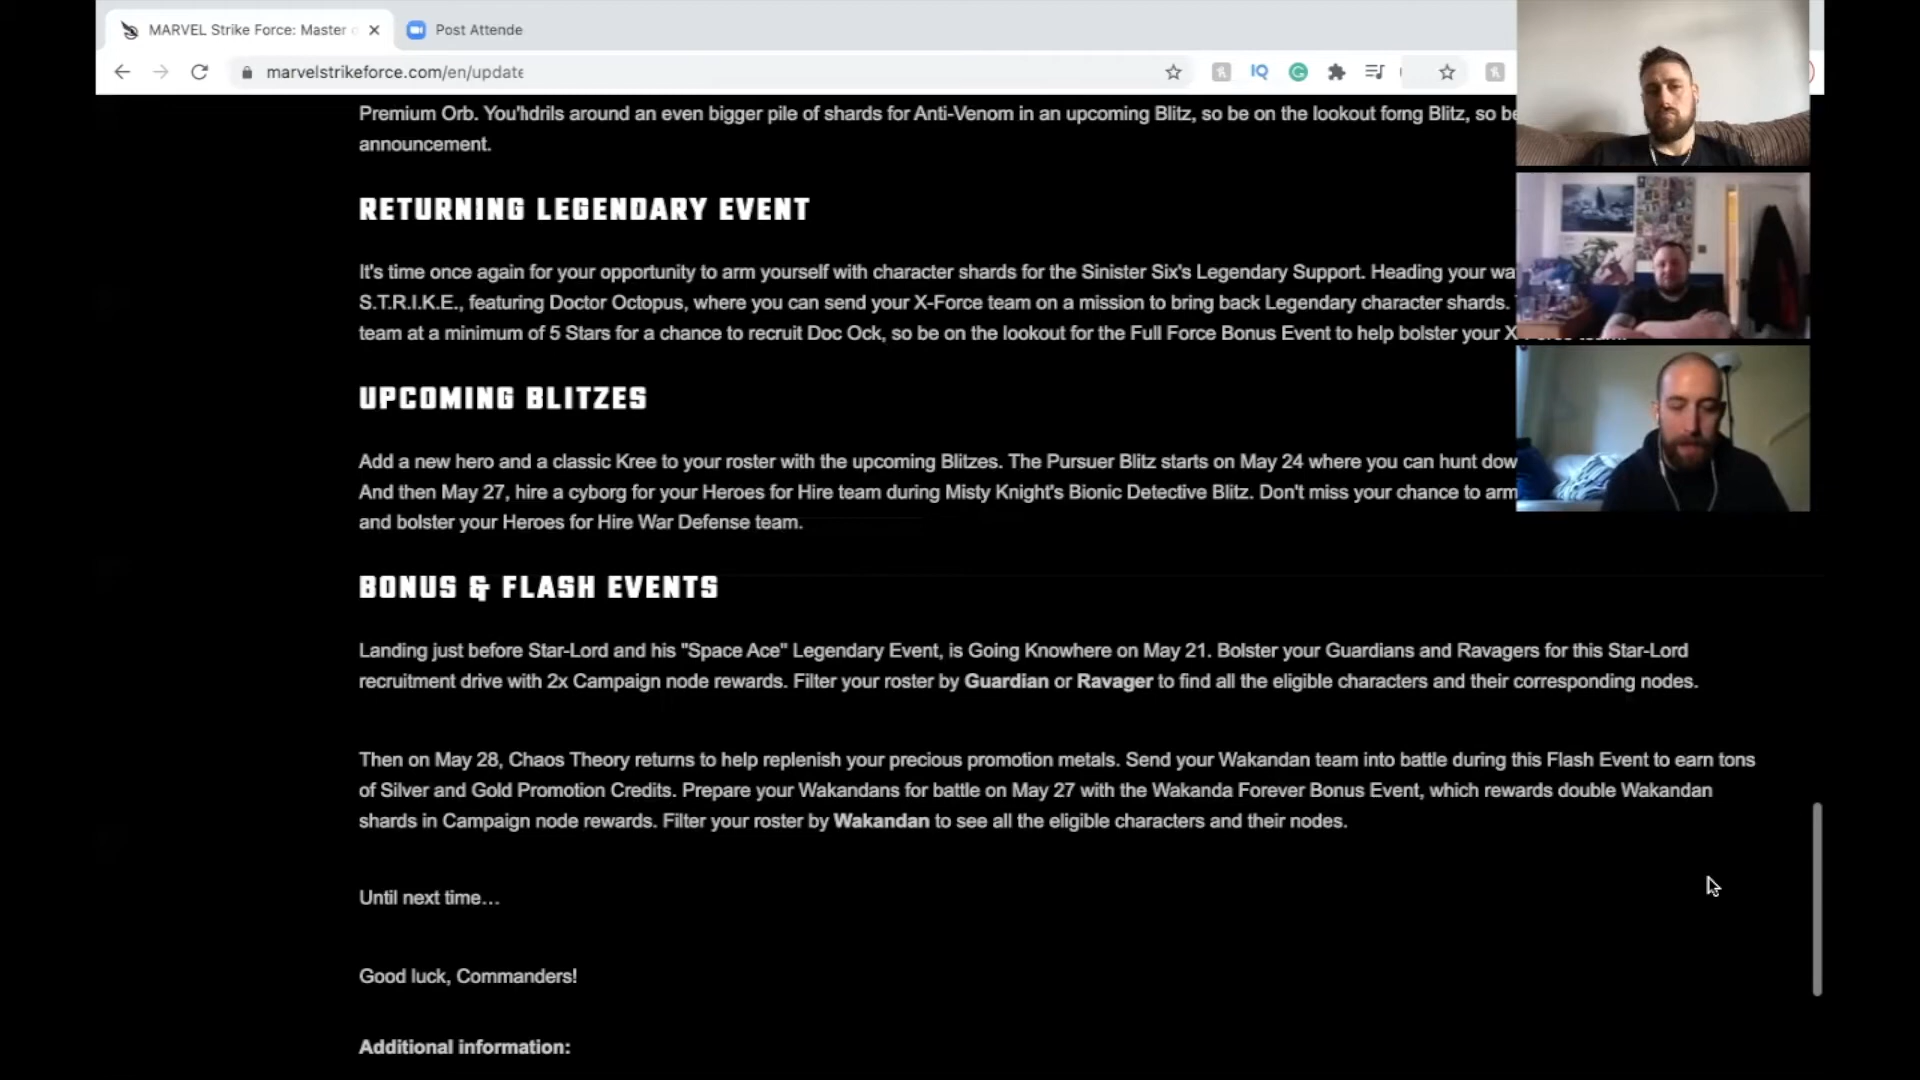 MARVEL Strike Force: Master o
Post Attende
marvelstrikeforce.com/en/update
Premium Orb. You'hdrils around an even bigger pile of shards for Anti-Venom in an upcoming Blitz, so be on the lookout forng Blitz, so be
announcement.
RETURNING LEGENDARY EVENT
It's time once again for your opportunity to arm yourself with character shards for the Sinister Six's Legendary Support. Heading your wa
S.T.R.I.K.E., featuring Doctor Octopus, where you can send your X-Force team on a mission to bring back Legendary character shards.
team at a minimum of 5 Stars for a chance to recruit Doc Ock, so be on the lookout for the Full Force Bonus Event to help bolster your X
UPCOMING BLITZES
Add a new hero and a classic Kree to your roster with the upcoming Blitzes. The Pursuer Blitz starts on May 24 where you can hunt dow
And then May 27, hire a cyborg for your Heroes for Hire team during Misty Knight's Bionic Detective Blitz. Don't miss your chance to arm
and bolster your Heroes for Hire War Defense team.
BONUS & FLASH EVENTS
Landing just before Star-Lord and his "Space Ace" Legendary Event, is Going Knowhere on May 21. Bolster your Guardians and Ravagers for this Star-Lord
recruitment drive with 2x Campaign node rewards. Filter your roster by Guardian or Ravager to find all the eligible characters and their corresponding nodes.
Then on May 28, Chaos Theory returns to help replenish your precious promotion metals. Send your Wakandan team into battle during this Flash Event to earn tons
of Silver and Gold Promotion Credits. Prepare your Wakandans for battle on May 27 with the Wakanda Forever Bonus Event, which rewards double Wakandan
shards in Campaign node rewards. Filter your roster by Wakandan to see all the eligible characters and their nodes.
Until next time…
Good luck, Commanders!
Additional information: